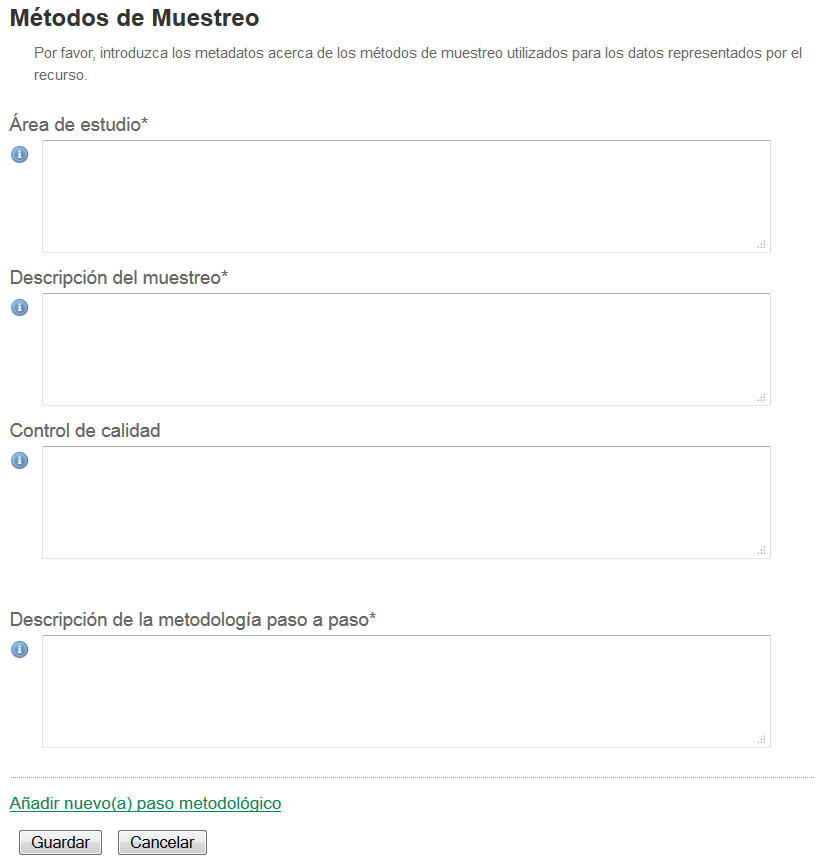 Métodos de Muestreo
Por favor, introduzca los metadatos acerca de los métodos de muestreo utilizados para los datos representados por el
recurso.
Área de estudio*
Descripción del muestreo*
Control de calidad
Descripción de la metodología paso a paso*
Añadir nuevo(a) paso metodológico
Guardar Cancelar